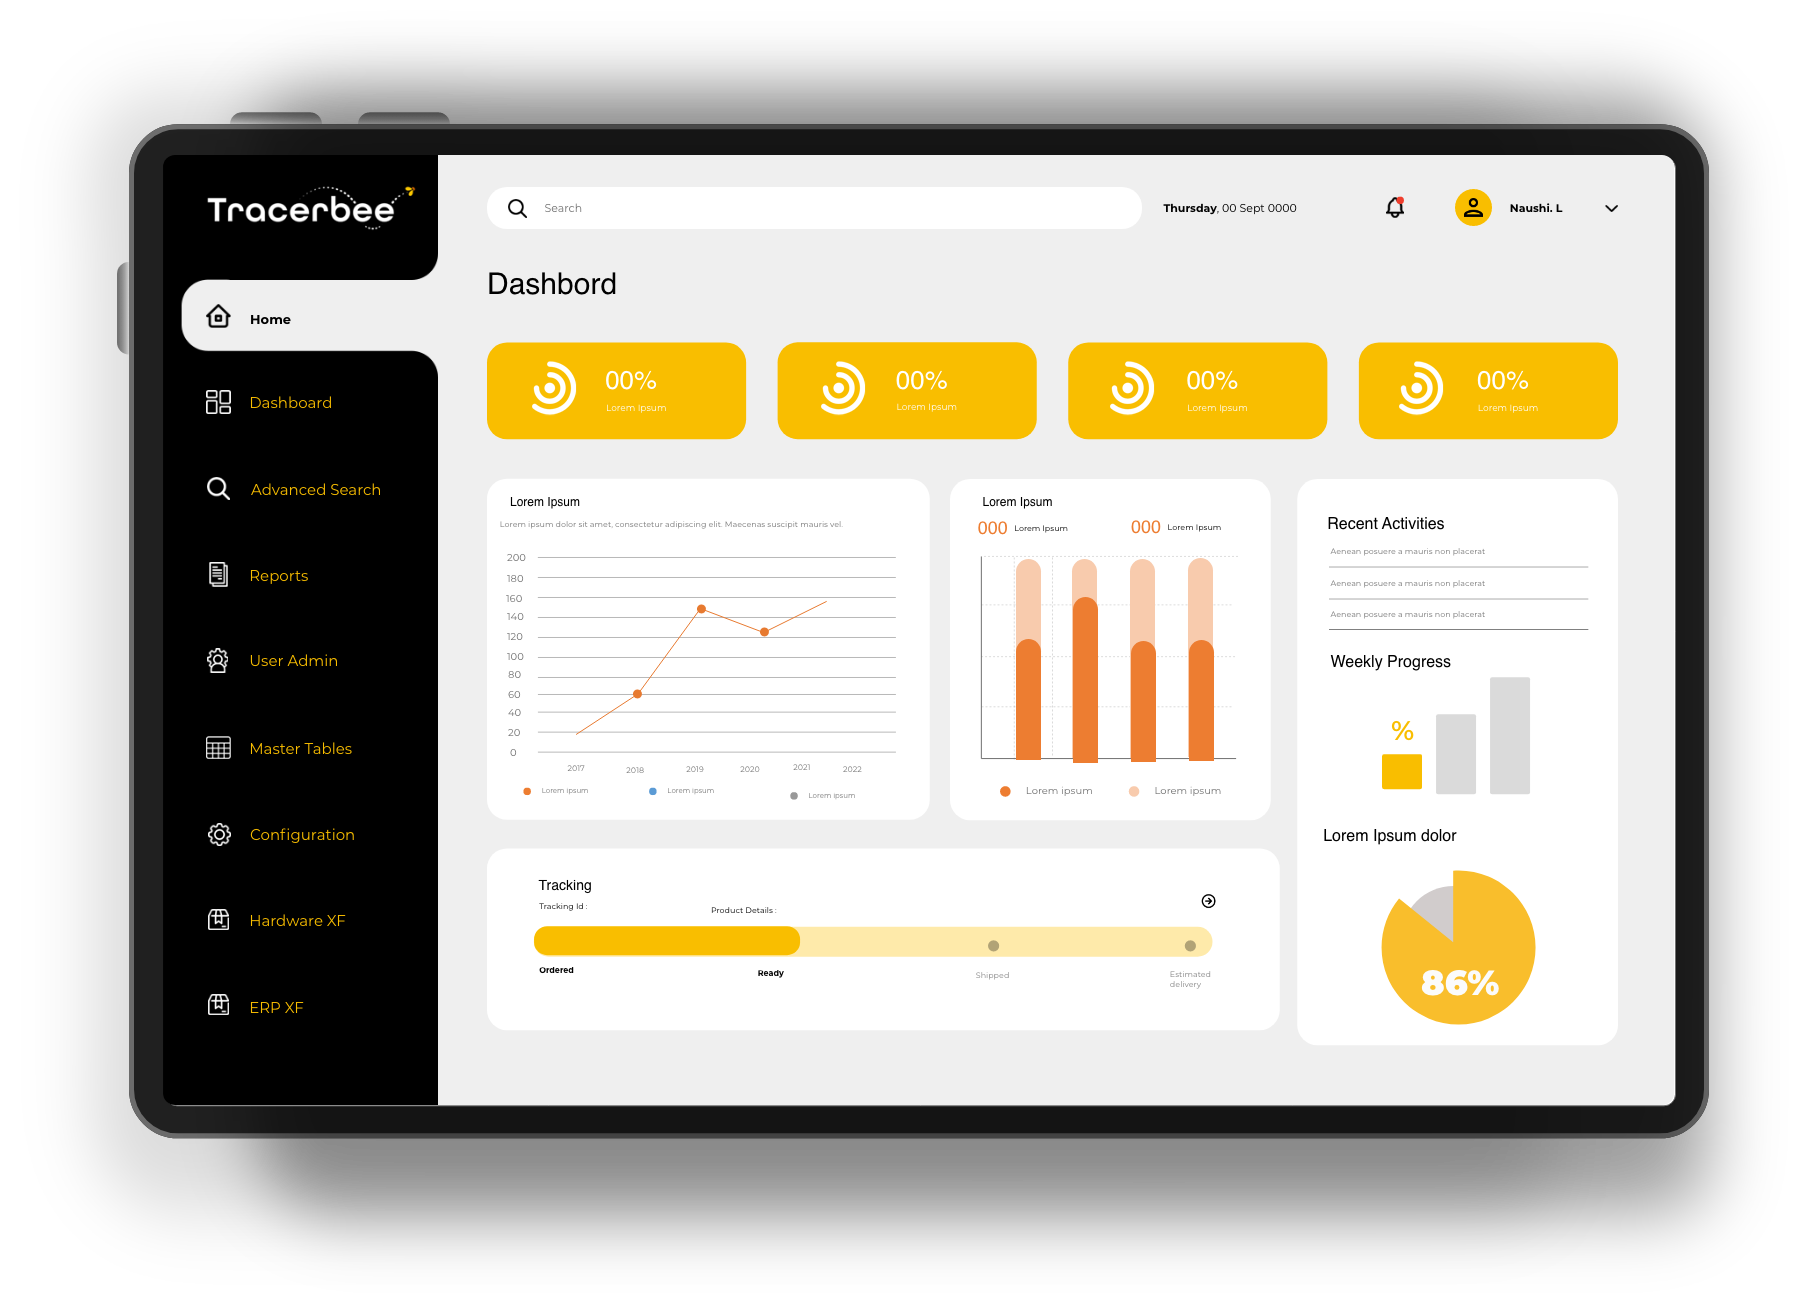 Tracerbee
Search
Thursday, 00 Sept 0000
Naushi. L
Home
Dashboard
Advanced Search
Reports
User Admin
Master Tables
Configuration
Hardware XF
ERP XF
Dashbord
00%
Lorem Ipsum
00%
Lorem Ipsum
00%
Lorem Ipsum
00%
Lorem Ipsum
Lorem Ipsum
Lorem ipsum dolor sit amet, consectetur adipiscing elit. Maecenas suscipit mauris vel.
200
180
160
140
120
100
80
60
40
20
0
2017
2018
2019
2020
2021
2022
Lorem ipsum
Lorem ipsum
Lorem ipsum
Lorem Ipsum
000 Lorem Ipsum
000 Lorem Ipsum
Lorem ipsum
Lorem ipsum
Recent Activities
Aenean posuere a mauris non placerat
Aenean posuere a mauris non placerat
Aenean posuere a mauris non placerat
Weekly Progress
%
Lorem Ipsum dolor
86%
Tracking
Tracking Id :
Product Details :
Ordered
Ready
Shipped
Estimated
delivery